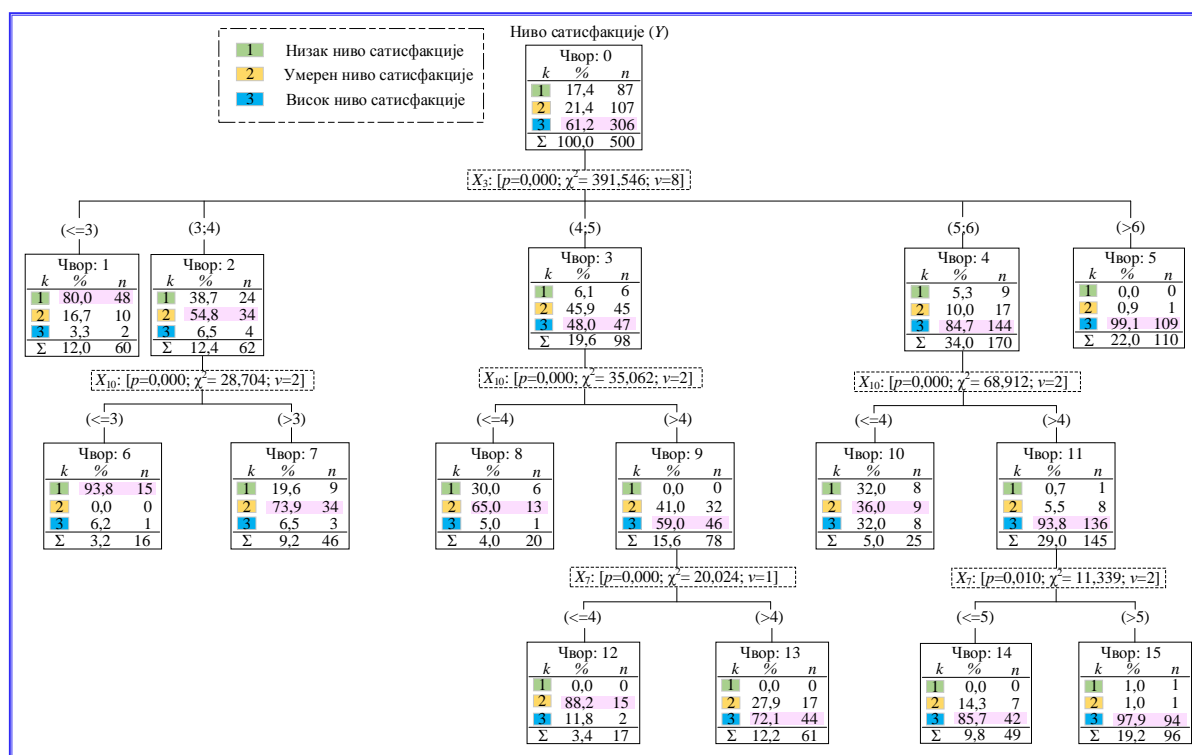 Ниво сатисфакције (Y)
1 Низак ниво сатисфакције
2 Умерен ниво сатисфакције
3 Висок ниво сатисфакције
Чвор: 0
k % n
1 17,4 87
2 21,4 107
3 61,2 306
Σ 100,0 500
X₃: [p=0,000; χ²= 391,546; ν=8]
(<=3)
(3;4)
(4;5)
(5;6)
(>6)
Чвор: 1
k % n
1 80,0 48
2 16,7 10
3 3,3 2
Σ 12,0 60
Чвор: 2
k % n
1 38,7 24
2 54,8 34
3 6,5 4
Σ 12,4 62
Чвор: 3
k % n
1 6,1 6
2 45,9 45
3 48,0 47
Σ 19,6 98
Чвор: 4
k % n
1 5,3 9
2 10,0 17
3 84,7 144
Σ 34,0 170
Чвор: 5
k % n
1 0,0 0
2 0,9 1
3 99,1 109
Σ 22,0 110
X₁₀: [p=0,000; χ²= 28,704; ν=2]
X₁₀: [p=0,000; χ²= 35,062; ν=2]
X₁₀: [p=0,000; χ²= 68,912; ν=2]
(<=3)
(>3)
(<=4)
(>4)
(<=4)
(>4)
Чвор: 6
k % n
1 93,8 15
2 0,0 0
3 6,2 1
Σ 3,2 16
Чвор: 7
k % n
1 19,6 9
2 73,9 34
3 6,5 3
Σ 9,2 46
Чвор: 8
k % n
1 30,0 6
2 65,0 13
3 5,0 1
Σ 4,0 20
Чвор: 9
k % n
1 0,0 0
2 41,0 32
3 59,0 46
Σ 15,6 78
Чвор: 10
k % n
1 32,0 8
2 36,0 9
3 32,0 8
Σ 5,0 25
Чвор: 11
k % n
1 0,7 1
2 5,5 8
3 93,8 136
Σ 29,0 145
X₇: [p=0,000; χ²= 20,024; ν=1]
X₇: [p=0,010; χ²= 11,339; ν=2]
(<=4)
(>4)
(<=5)
(>5)
Чвор: 12
k % n
1 0,0 0
2 88,2 15
3 11,8 2
Σ 3,4 17
Чвор: 13
k % n
1 0,0 0
2 27,9 17
3 72,1 44
Σ 12,2 61
Чвор: 14
k % n
1 0,0 0
2 14,3 7
3 85,7 42
Σ 9,8 49
Чвор: 15
k % n
1 1,0 1
2 1,0 1
3 97,9 94
Σ 19,2 96